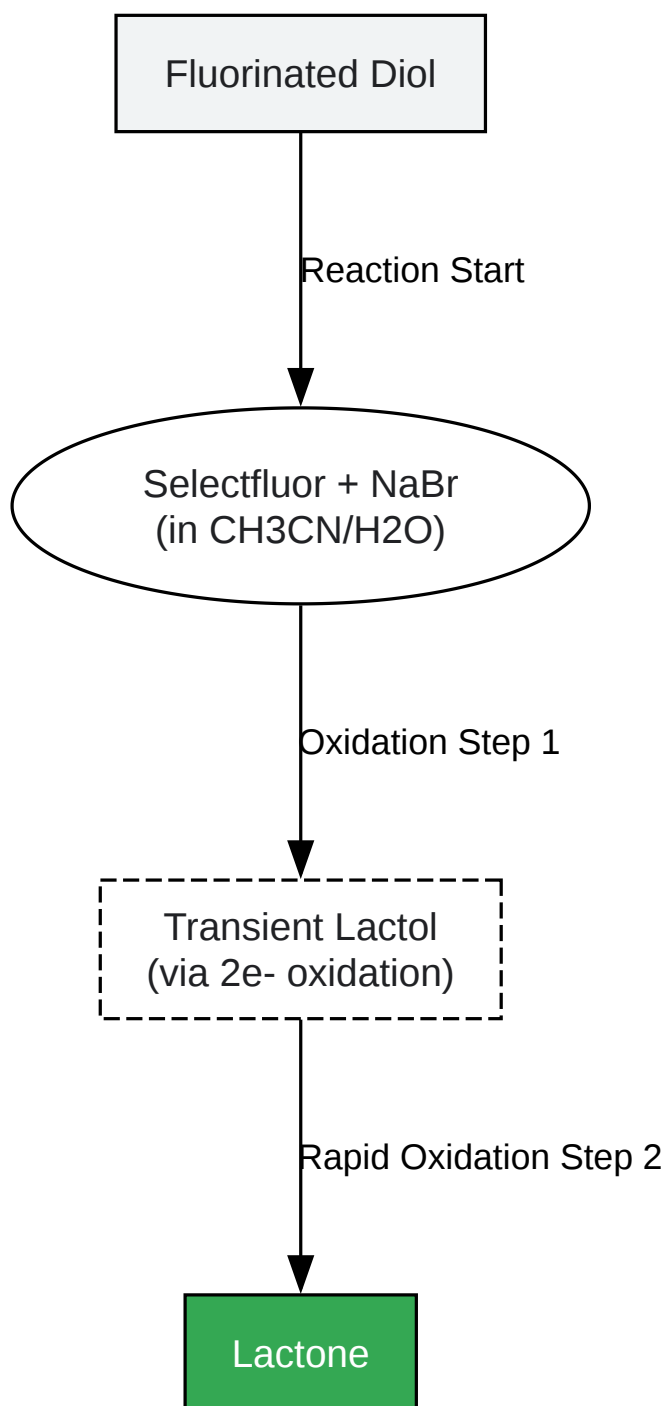 Fluorinated Diol
Reaction Start
Selectfluor + NaBr
(in CH3CN/H2O)
Oxidation Step 1
Transient Lactol
(via 2e- oxidation)
Rapid Oxidation Step 2
Lactone